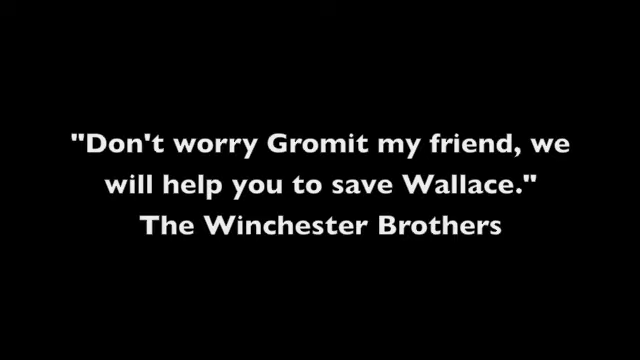 "Don't worry Gromit my friend, we
will help you to save Wallace."
The Winchester Brothers